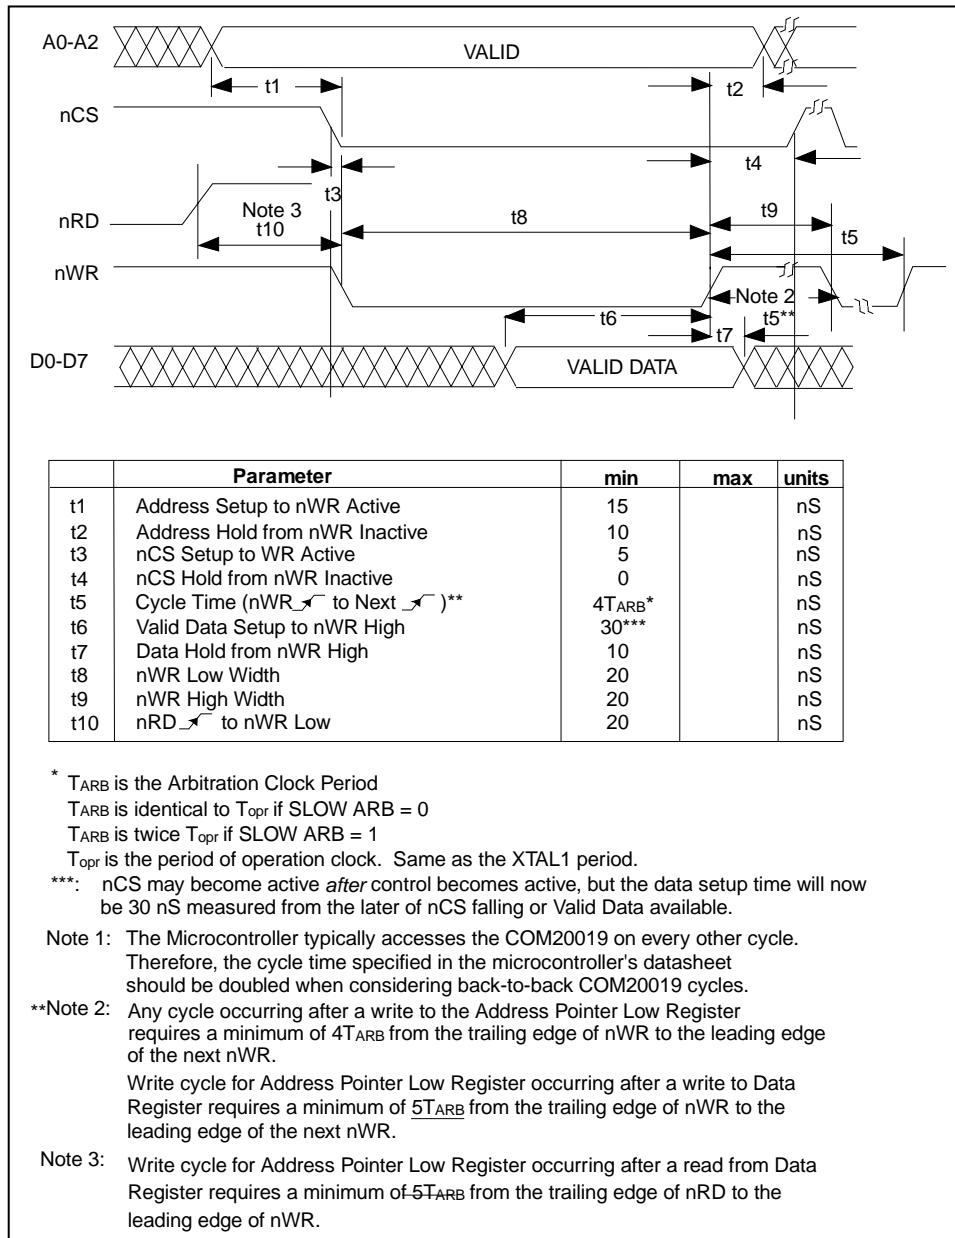 A0-A2
VALID
t1
t2
nCS
t4
t3
nRD
Note 3
t10
t8
t9
t5
nWR
Note 2
t5**
t6
t7
D0-D7
VALID DATA
Parameter min max units
t1 Address Setup to nWR Active 15 nS
t2 Address Hold from nWR Inactive 10 nS
t3 nCS Setup to WR Active 5 nS
t4 nCS Hold from nWR Inactive 0 nS
t5 Cycle Time (nWR to Next )** 4TARB* nS
t6 Valid Data Setup to nWR High 30*** nS
t7 Data Hold from nWR High 10 nS
t8 nWR Low Width 20 nS
t9 nWR High Width 20 nS
t10 nRD to nWR Low 20 nS
* TARB is the Arbitration Clock Period
TARB is identical to Topr if SLOW ARB = 0
TARB is twice Topr if SLOW ARB = 1
Topr is the period of operation clock. Same as the XTAL1 period.
***: nCS may become active after control becomes active, but the data setup time will now
be 30 nS measured from the later of nCS falling or Valid Data available.
Note 1: The Microcontroller typically accesses the COM20019 on every other cycle.
Therefore, the cycle time specified in the microcontroller's datasheet
should be doubled when considering back-to-back COM20019 cycles.
**Note 2: Any cycle occurring after a write to the Address Pointer Low Register
requires a minimum of 4TARB from the trailing edge of nWR to the leading edge
of the next nWR.
Write cycle for Address Pointer Low Register occurring after a write to Data
Register requires a minimum of 5TARB from the trailing edge of nWR to the
leading edge of the next nWR.
Note 3: Write cycle for Address Pointer Low Register occurring after a read from Data
Register requires a minimum of 5TARB from the trailing edge of nRD to the
leading edge of nWR.